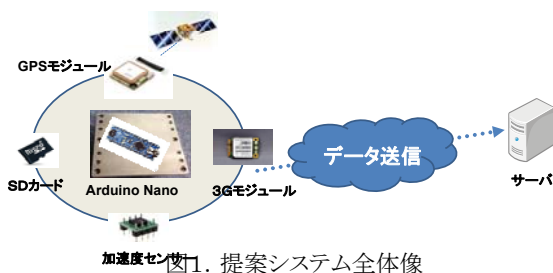 GPSモジュール
SDカード
Arduino Nano
3Gモジュール
データ送信
サーバ
加速度センサー
図1. 提案システム全体像